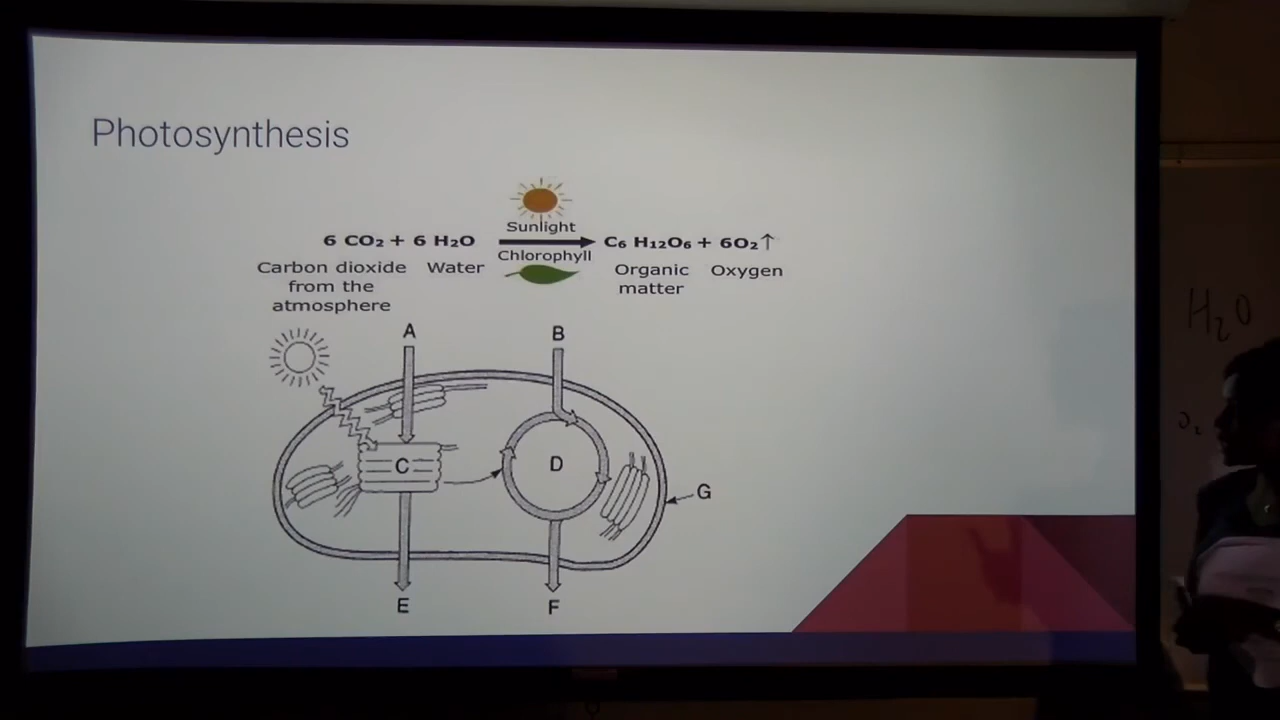 Photosynthesis
Sunlight
6 CO₂ + 6 H₂O C₆ H₁₂O₆ + 6O₂↑
Chlorophyll
Carbon dioxide from the atmosphere
Water
Organic matter
Oxygen
A
B
C
D
G
E
F
H₂O
O₂